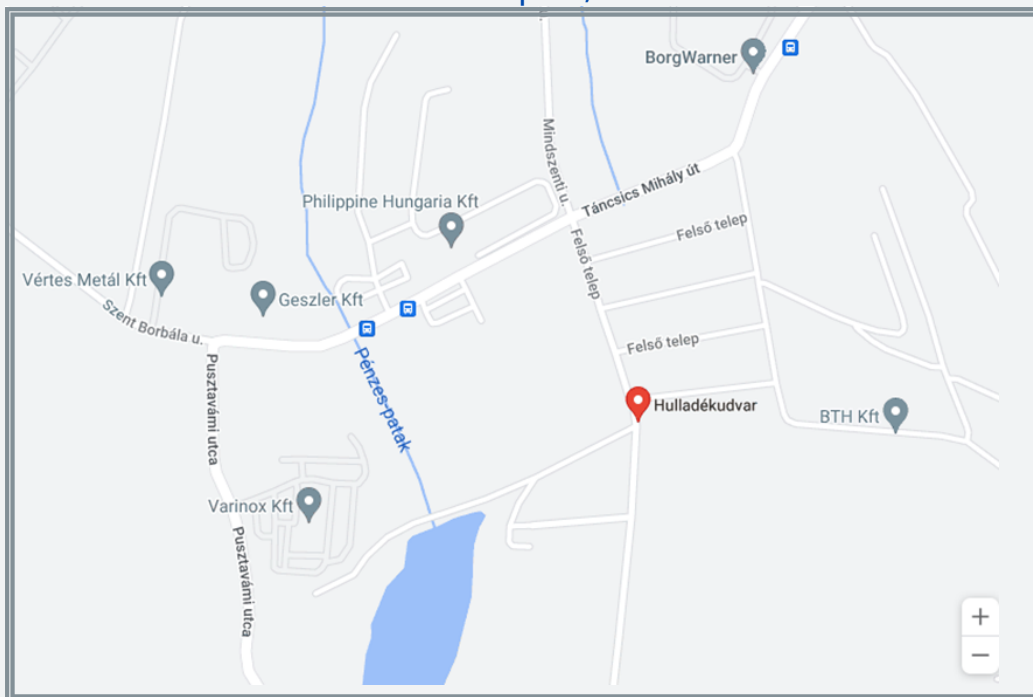 BorgWarner
Mindszenti u.
Táncsics Mihály út
Philippine Hungaria Kft
Felső telep
Felső telep
Vértes Metál Kft
Geszler Kft
Szent Borbála u.
Felső telep
Pénzes-patak
Pusztavámi utca
Hulladékudvar
BTH Kft
Varinox Kft
Pusztavámi utca
+
−